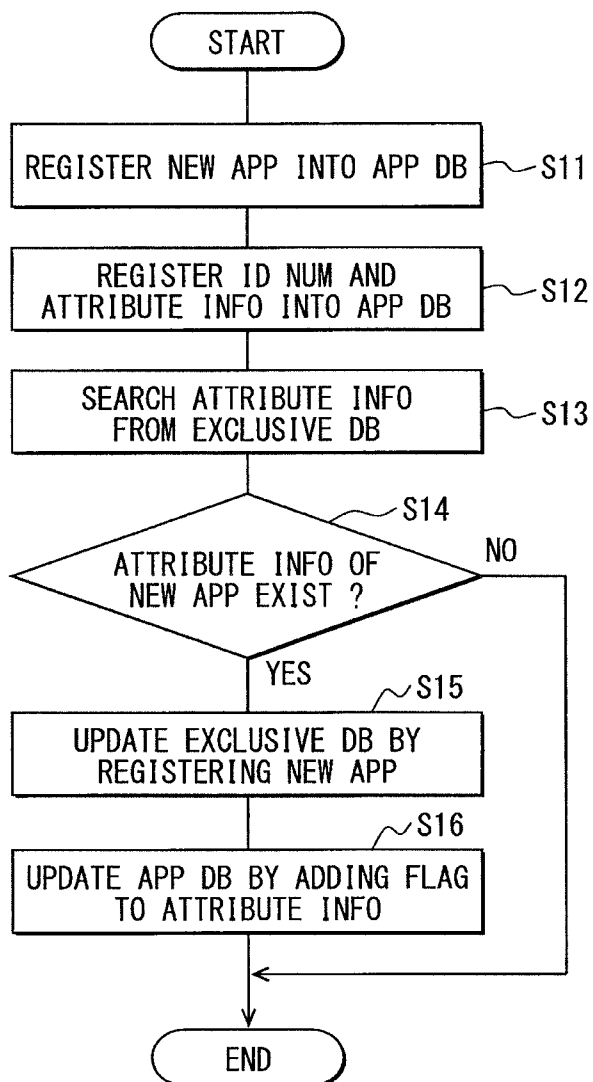 START
REGISTER NEW APP INTO APP DB
S11
REGISTER ID NUM AND
ATTRIBUTE INFO INTO APP DB
S12
SEARCH ATTRIBUTE INFO
FROM EXCLUSIVE DB
S13
S14
ATTRIBUTE INFO OF
NEW APP EXIST ?
NO
YES
S15
UPDATE EXCLUSIVE DB BY
REGISTERING NEW APP
S16
UPDATE APP DB BY ADDING FLAG
TO ATTRIBUTE INFO
END